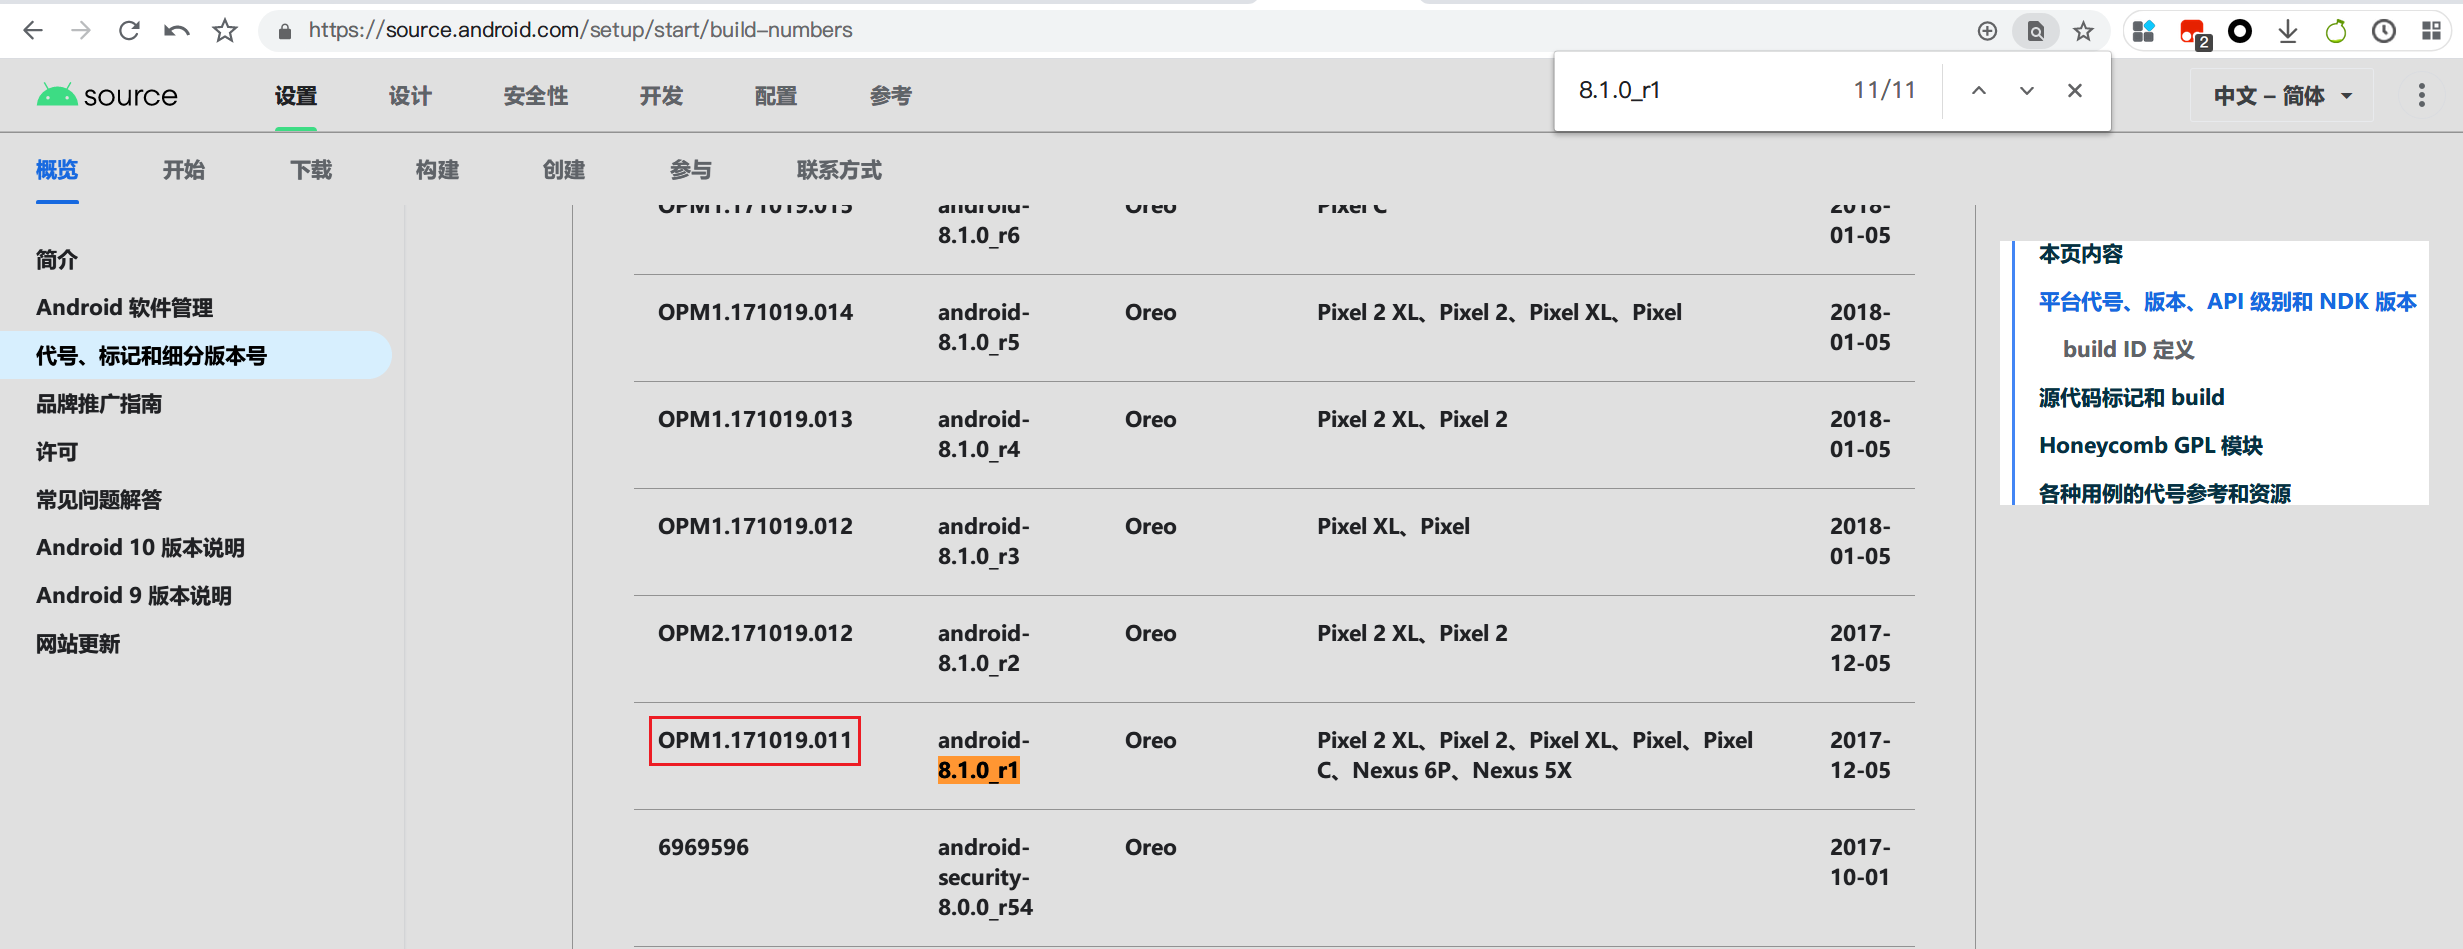 https://source.android.com/setup/start/build-numbers
2
8.1.0_r1 11/11
source 设置 设计 安全性 开发 配置 参考 中文 – 简体
概览 开始 下载 构建 创建 参与 联系方式
简介
Android 软件管理
代号、标记和细分版本号
品牌推广指南
许可
常见问题解答
Android 10 版本说明
Android 9 版本说明
网站更新
OPM1.171019.015 android- Oreo Pixel C 2018-
8.1.0_r6 01-05
OPM1.171019.014 android- Oreo Pixel 2 XL、Pixel 2、Pixel XL、Pixel 2018-
8.1.0_r5 01-05
OPM1.171019.013 android- Oreo Pixel 2 XL、Pixel 2 2018-
8.1.0_r4 01-05
OPM1.171019.012 android- Oreo Pixel XL、Pixel 2018-
8.1.0_r3 01-05
OPM2.171019.012 android- Oreo Pixel 2 XL、Pixel 2 2017-
8.1.0_r2 12-05
OPM1.171019.011 android- Oreo Pixel 2 XL、Pixel 2、Pixel XL、Pixel、Pixel 2017-
8.1.0_r1 C、Nexus 6P、Nexus 5X 12-05
6969596 android- Oreo 2017-
security- 10-01
8.0.0_r54
本页内容
平台代号、版本、API 级别和 NDK 版本
build ID 定义
源代码标记和 build
Honeycomb GPL 模块
各种用例的代号参考和资源